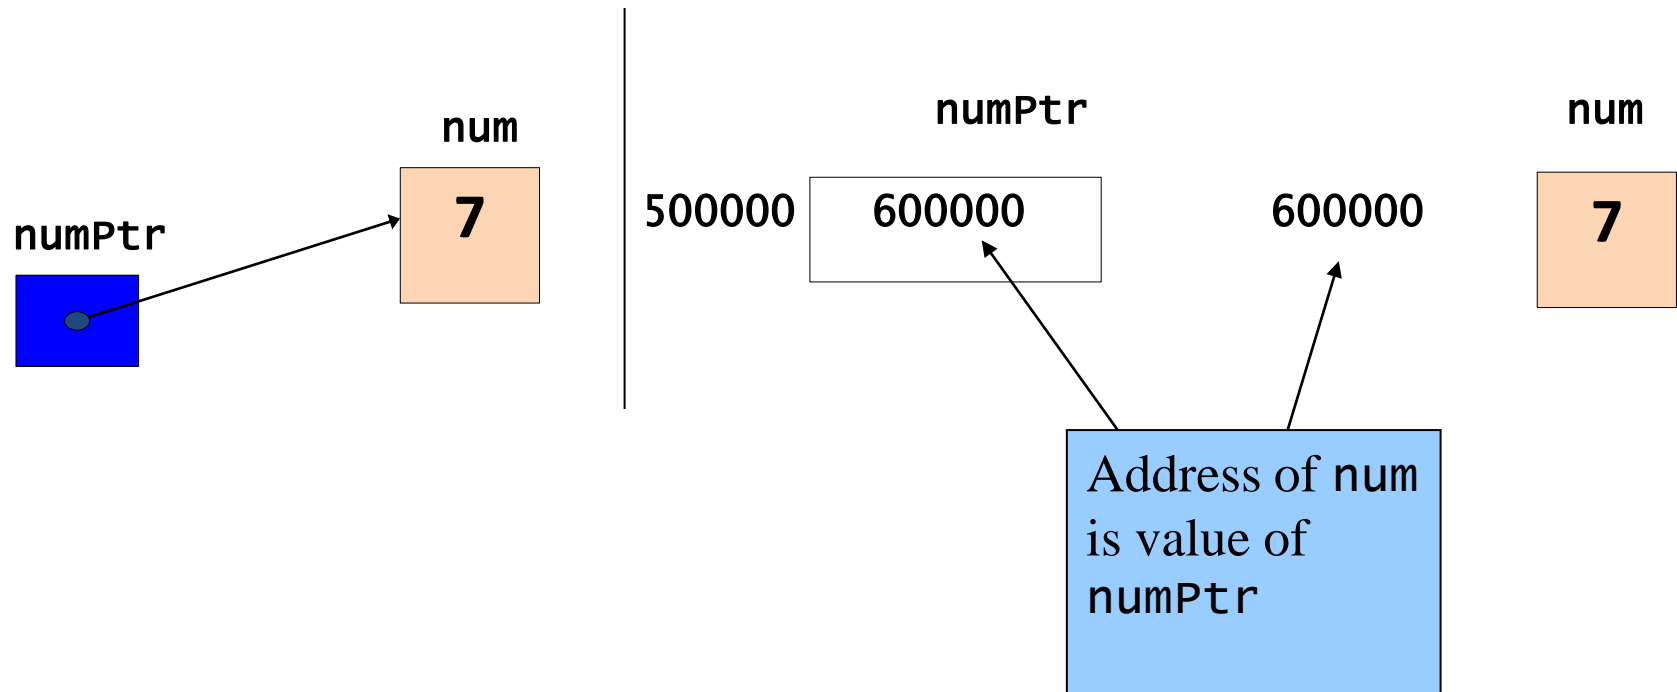 num
7
numPtr
numPtr
num
500000 600000 600000 7
Address of num
is value of
numPtr